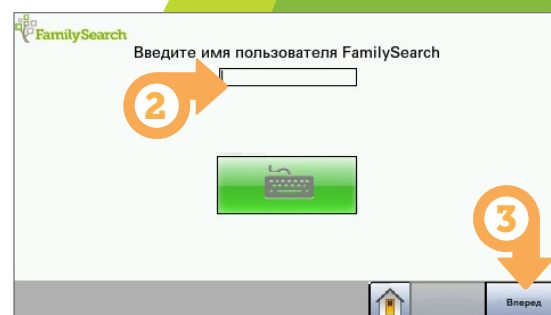 FamilySearch
Введите имя пользователя FamilySearch
2
3
Вперед